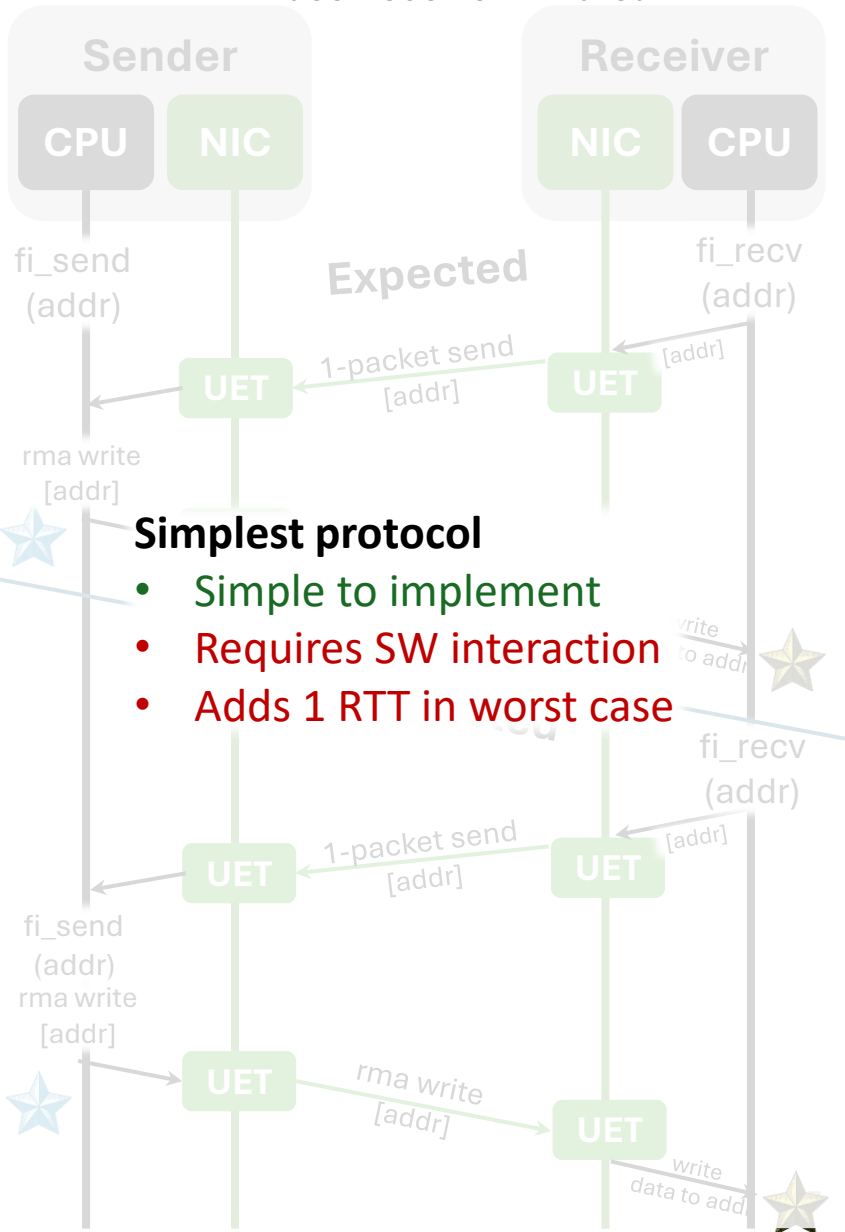 Sender
Receiver
CPU
NIC
NIC
CPU
fi_send
(addr)
Expected
fi_recv
(addr)
[addr]
1-packet send
[addr]
UET
UET
rma write
[addr]
Simplest protocol
• Simple to implement
• Requires SW interaction
• Adds 1 RTT in worst case
to addr
fi_recv
(addr)
[addr]
1-packet send
[addr]
UET
UET
fi_send
(addr)
rma write
[addr]
UET
rma write
[addr]
UET
write
data to addr